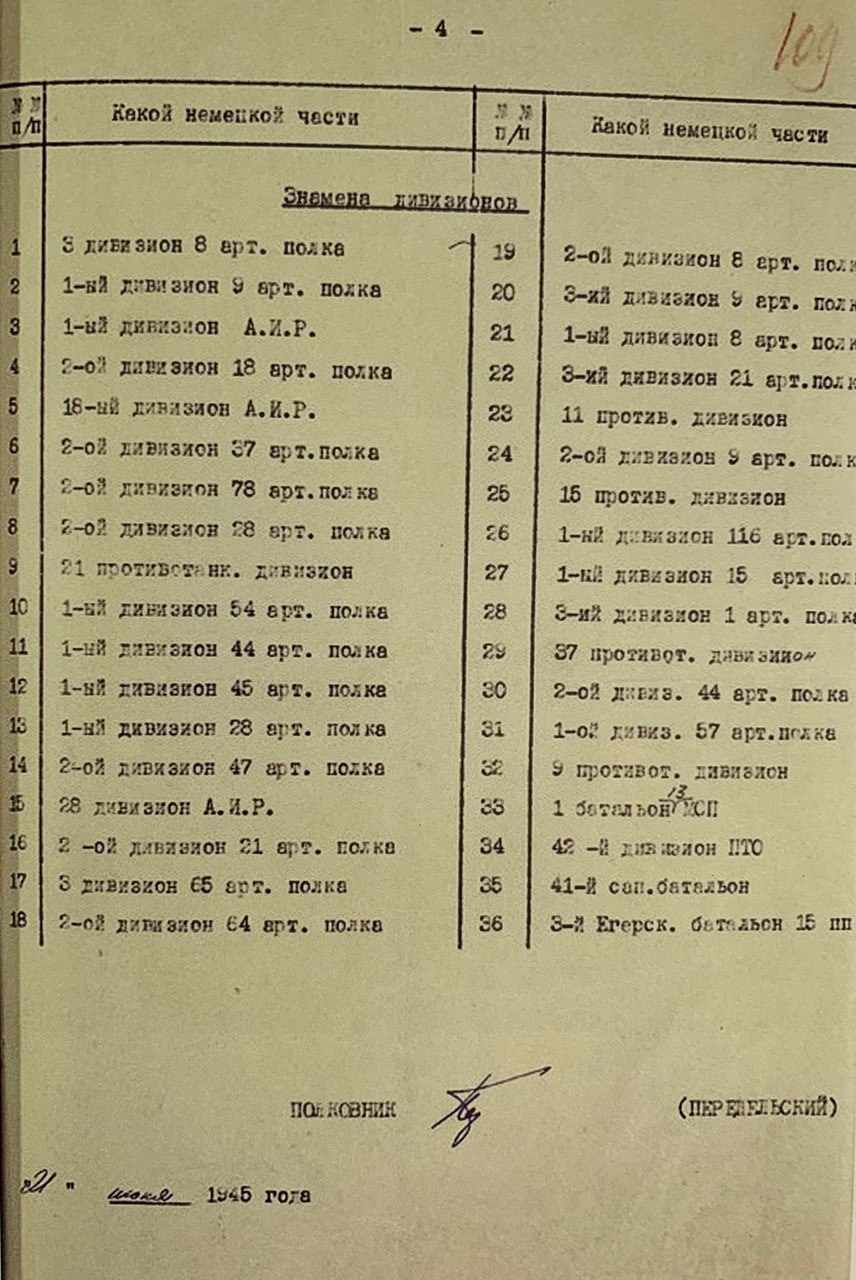 - 4 -
109
№ № п/п
Какой немецкой части
№ № п/п
Какой немецкой части
Знамена дивизионов
1 3 дивизион 8 арт. полка
2 1-ый дивизион 9 арт. полка
3 1-ый дивизион А.И.Р.
4 2-ой дивизион 18 арт. полка
5 18-ый дивизион А.И.Р.
6 2-ой дивизион 37 арт.полка
7 2-ой дивизион 78 арт.полка
8 2-ой дивизион 28 арт. полка
9 21 противотанк. дивизион
10 1-ый дивизион 54 арт. полка
11 1-ый дивизион 44 арт. полка
12 1-ый дивизион 45 арт. полка
13 1-ый дивизион 28 арт. полка
14 2-ой дивизион 47 арт. полка
15 28 дивизион А.И.Р.
16 2 -ой дивизион 21 арт. полка
17 3 дивизион 65 арт. полка
18 2-ой дивизион 64 арт. полка
19 2-ой дивизион 8 арт. полк
20 3-ий дивизион 9 арт. полк
21 1-ый дивизион 8 арт. полк
22 3-ий дивизион 21 арт.полк
23 11 против. дивизион
24 2-ой дивизион 9 арт. полк
25 15 против. дивизион
26 1-ый дивизион 116 арт.пол
27 1-ый дивизион 15 арт.пол
28 3-ий дивизион 1 арт. полка
29 37 противот. дивизион
30 2-ой дивиз. 44 арт. полка
31 1-ой дивиз. 57 арт.полка
32 9 противот. дивизион
33 1 батальон 13 МСП
34 42 -й дивизион ПТО
35 41-й сап.батальон
36 3-й Егерск. батальон 15 пп
ПОЛКОВНИК (ПЕРЕДЕЛЬСКИЙ)
"21" июня 1945 года